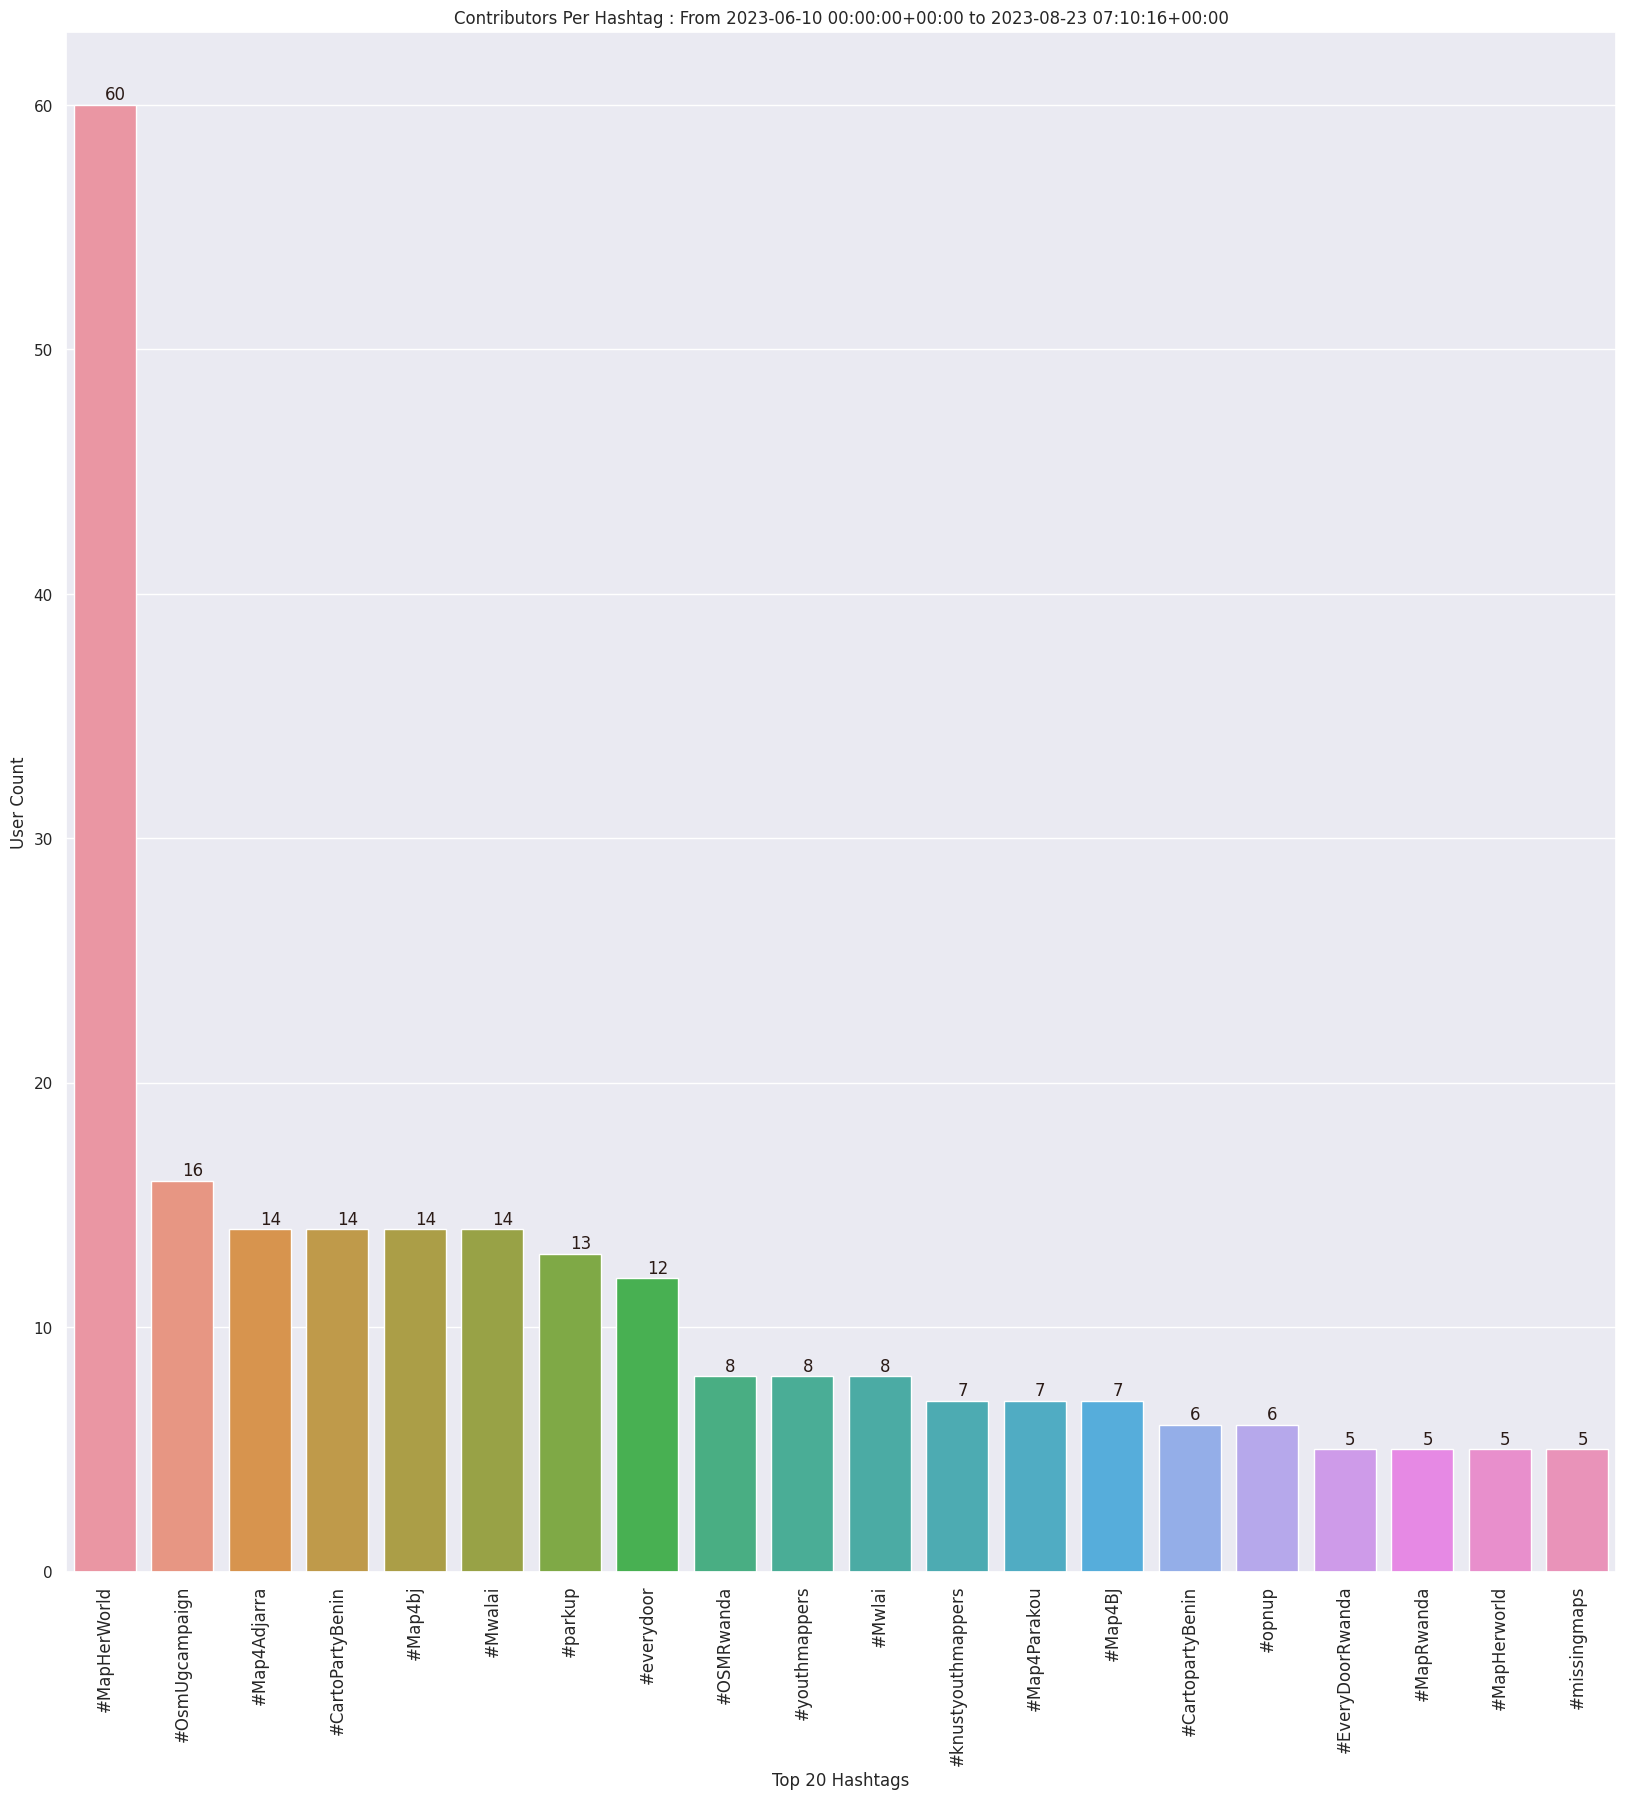 Contributors Per Hashtag : From 2023-06-10 00:00:00+00:00 to 2023-08-23 07:10:16+00:00
User Count
60
50
40
30
20
10
0
60
16
14
14
14
14
13
12
8
8
8
7
7
7
6
6
5
5
5
5
#MapHerWorld
#OsmUgcampaign
#Map4Adjarra
#CartoPartyBenin
#Map4bj
#Mwalai
#parkup
#everydoor
#OSMRwanda
#youthmappers
#Mwlai
#knustyouthmappers
#Map4Parakou
#Map4BJ
#CartopartyBenin
#opnup
#EveryDoorRwanda
#MapRwanda
#MapHerworld
#missingmaps
Top 20 Hashtags